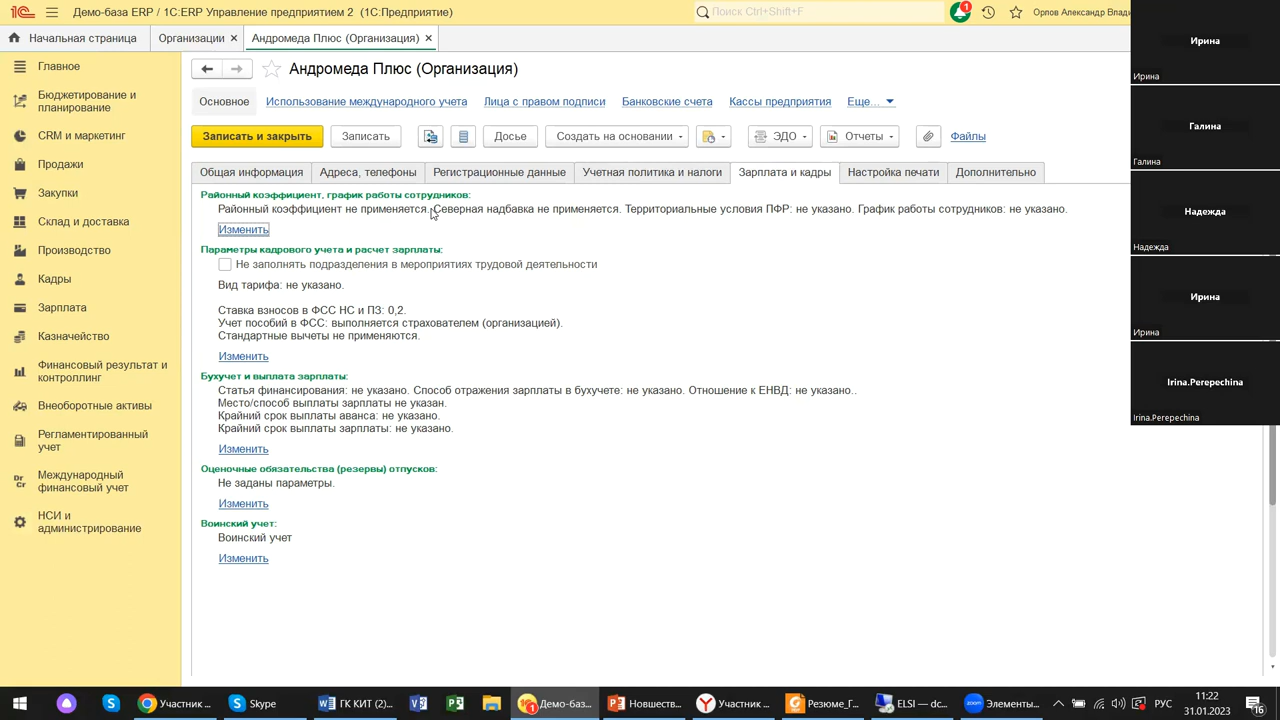 Демо-база ERP / 1С:ERP Управление предприятием 2 (1С:Предприятие)
Поиск Ctrl+Shift+F
1
Орлов Александр Влади
Начальная страница
Организации ×
Андромеда Плюс (Организация) ×
Главное
Бюджетирование и
планирование
CRM и маркетинг
Продажи
Закупки
Склад и доставка
Производство
Кадры
Зарплата
Казначейство
Финансовый результат и
контроллинг
Внеоборотные активы
Регламентированный
учет
Международный
финансовый учет
НСИ и
администрирование
Андромеда Плюс (Организация)
Основное
Использование международного учета
Лица с правом подписи
Банковские счета
Кассы предприятия
Еще...
Записать и закрыть
Записать
Досье
Создать на основании
ЭДО
Отчеты
Файлы
Общая информация
Адреса, телефоны
Регистрационные данные
Учетная политика и налоги
Зарплата и кадры
Настройка печати
Дополнительно
Районный коэффициент, график работы сотрудников:
Районный коэффициент не применяется. Северная надбавка не применяется. Территориальные условия ПФР: не указано. График работы сотрудников: не указано.
Изменить
Параметры кадрового учета и расчет зарплаты:
Не заполнять подразделения в мероприятиях трудовой деятельности
Вид тарифа: не указано.
Ставка взносов в ФСС НС и ПЗ: 0,2.
Учет пособий в ФСС: выполняется страхователем (организацией).
Стандартные вычеты не применяются.
Изменить
Бухучет и выплата зарплаты:
Статья финансирования: не указано. Способ отражения зарплаты в бухучете: не указано. Отношение к ЕНВД: не указано..
Место/способ выплаты зарплаты не указан.
Крайний срок выплаты аванса: не указано.
Крайний срок выплаты зарплаты: не указано.
Изменить
Оценочные обязательства (резервы) отпусков:
Не заданы параметры.
Изменить
Воинский учет:
Воинский учет
Изменить
Ирина
Ирина
Галина
Галина
Надежда
Надежда
Ирина
Ирина
Irina.Perepechina
Irina.Perepechina
Участник ...
Skype
ГК КИТ (2)...
Демо-баз...
Новшеств...
Участник ...
Резюме_Г...
ELSI — dc...
Элементы...
РУС
11:22
31.01.2023
16